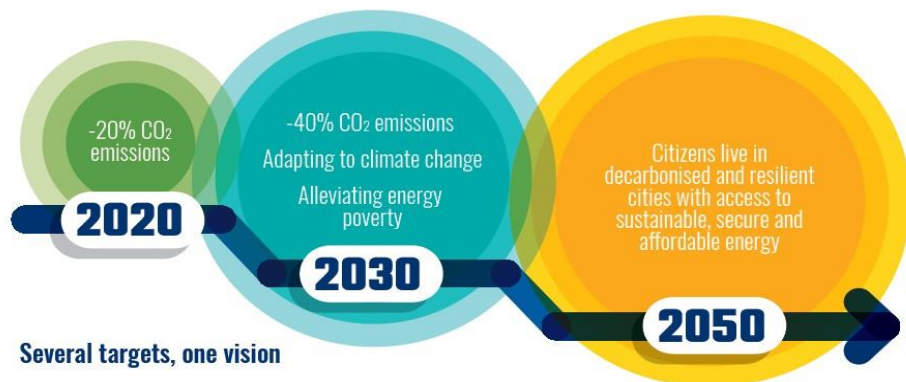 -20% CO₂
emissions
2020
-40% CO₂ emissions
Adapting to climate change
Alleviating energy
poverty
2030
Citizens live in
decarbonised and resilient
cities with access to
sustainable, secure and
affordable energy
2050
Several targets, one vision